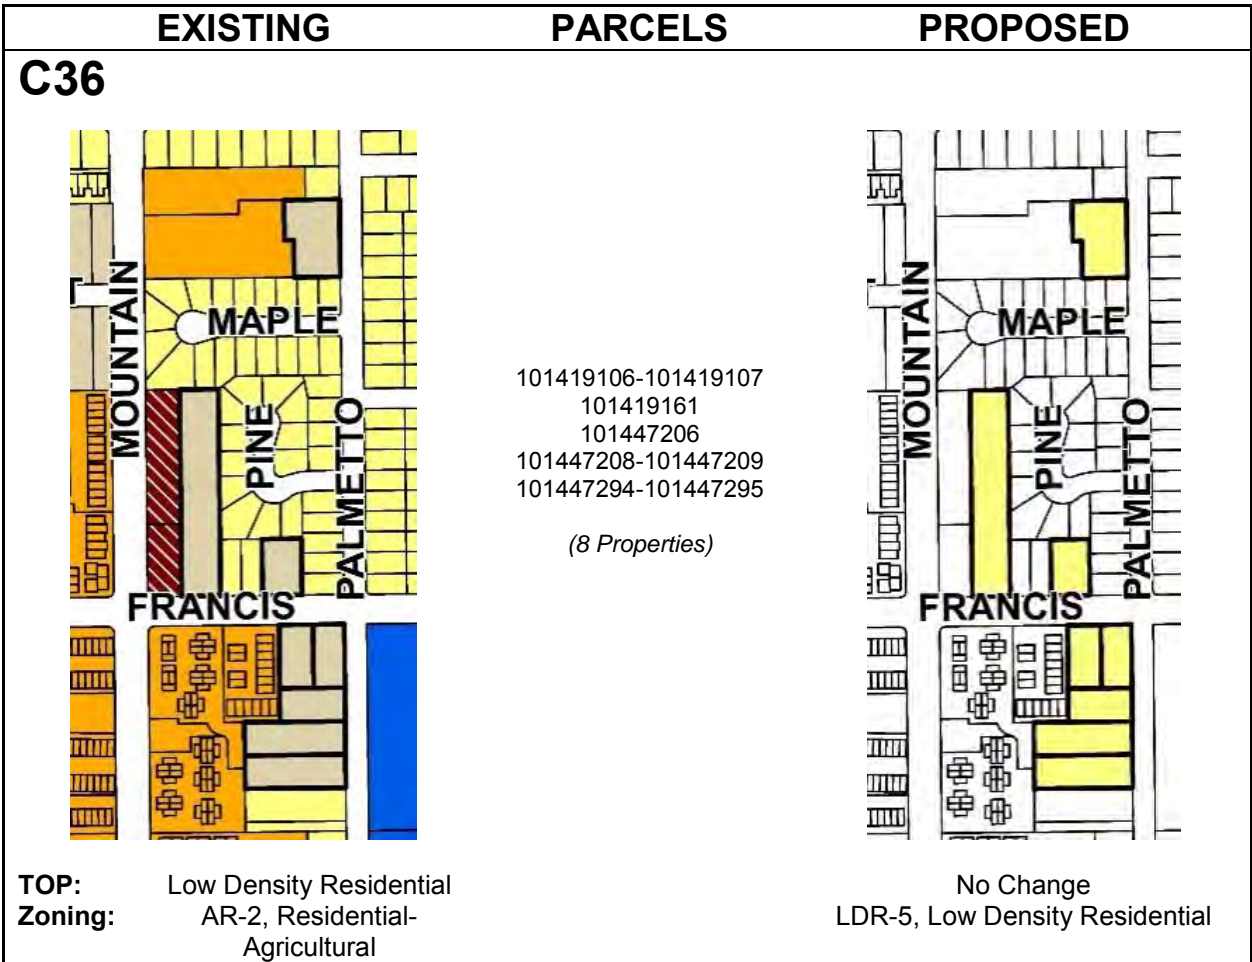 EXISTING PARCELS PROPOSED
C36
MOUNTAIN
MAPLE
PINE
PALMETTO
FRANCIS
101419106-101419107
101419161
101447206
101447208-101447209
101447294-101447295
(8 Properties)
MOUNTAIN
MAPLE
PINE
PALMETTO
FRANCIS
TOP: Low Density Residential No Change
Zoning: AR-2, Residential- LDR-5, Low Density Residential
Agricultural